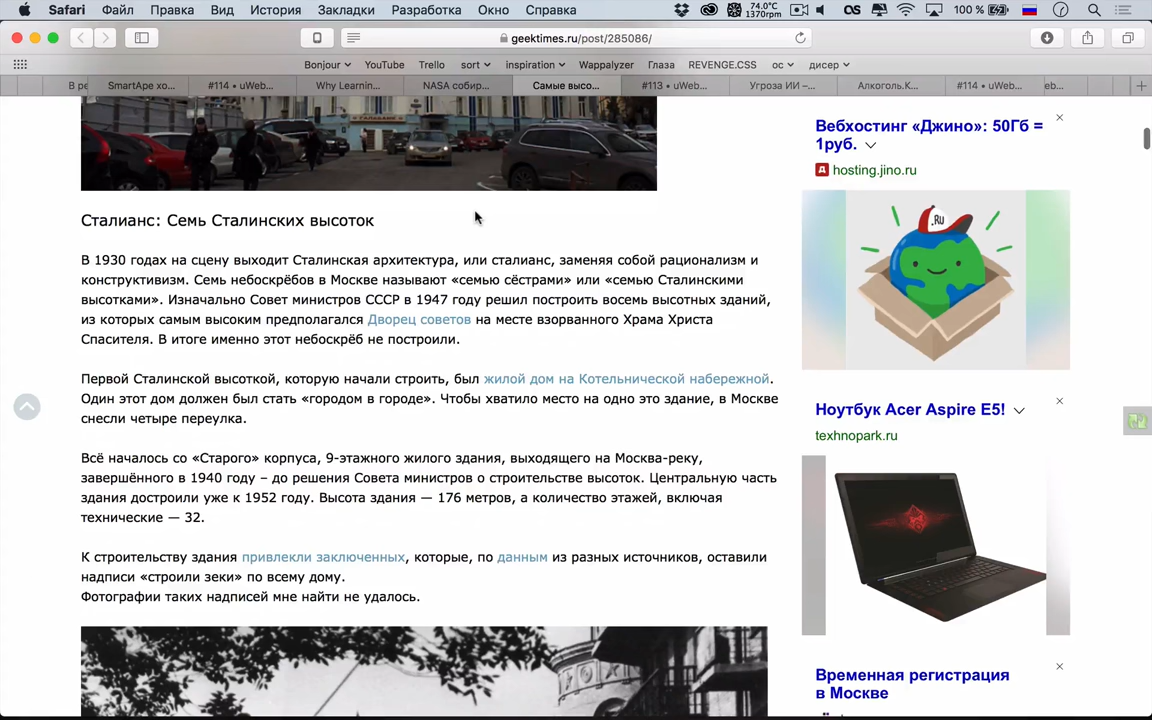 Safari Файл Правка Вид История Закладки Разработка Окно Справка
74.0°C
1370rpm
100 %
geektimes.ru/post/285086/
Bonjour YouTube Trello sort inspiration Wappalyzer Глаза REVENGE.CSS ос дисер
В ре SmartApe хо... #114 • uWeb... Why Learnin... NASA собир... Самые высо... #113 • uWeb... Угроза ИИ –... Алкоголь.К... #114 • uWeb... eb...
Сталианс: Семь Сталинских высоток
В 1930 годах на сцену выходит Сталинская архитектура, или сталианс, заменяя собой рационализм и
конструктивизм. Семь небоскрёбов в Москве называют «семью сёстрами» или «семью Сталинскими
высотками». Изначально Совет министров СССР в 1947 году решил построить восемь высотных зданий,
из которых самым высоким предполагался Дворец советов на месте взорванного Храма Христа
Спасителя. В итоге именно этот небоскрёб не построили.
Первой Сталинской высоткой, которую начали строить, был жилой дом на Котельнической набережной.
Один этот дом должен был стать «городом в городе». Чтобы хватило место на одно это здание, в Москве
снесли четыре переулка.
Всё началось со «Старого» корпуса, 9-этажного жилого здания, выходящего на Москва-реку,
завершённого в 1940 году – до решения Совета министров о строительстве высоток. Центральную часть
здания достроили уже к 1952 году. Высота здания — 176 метров, а количество этажей, включая
технические — 32.
К строительству здания привлекли заключенных, которые, по данным из разных источников, оставили
надписи «строили зеки» по всему дому.
Фотографии таких надписей мне найти не удалось.
Вебхостинг «Джино»: 50Гб =
1руб.
hosting.jino.ru
.RU
Ноутбук Acer Aspire E5!
texhnopark.ru
Временная регистрация
в Москве